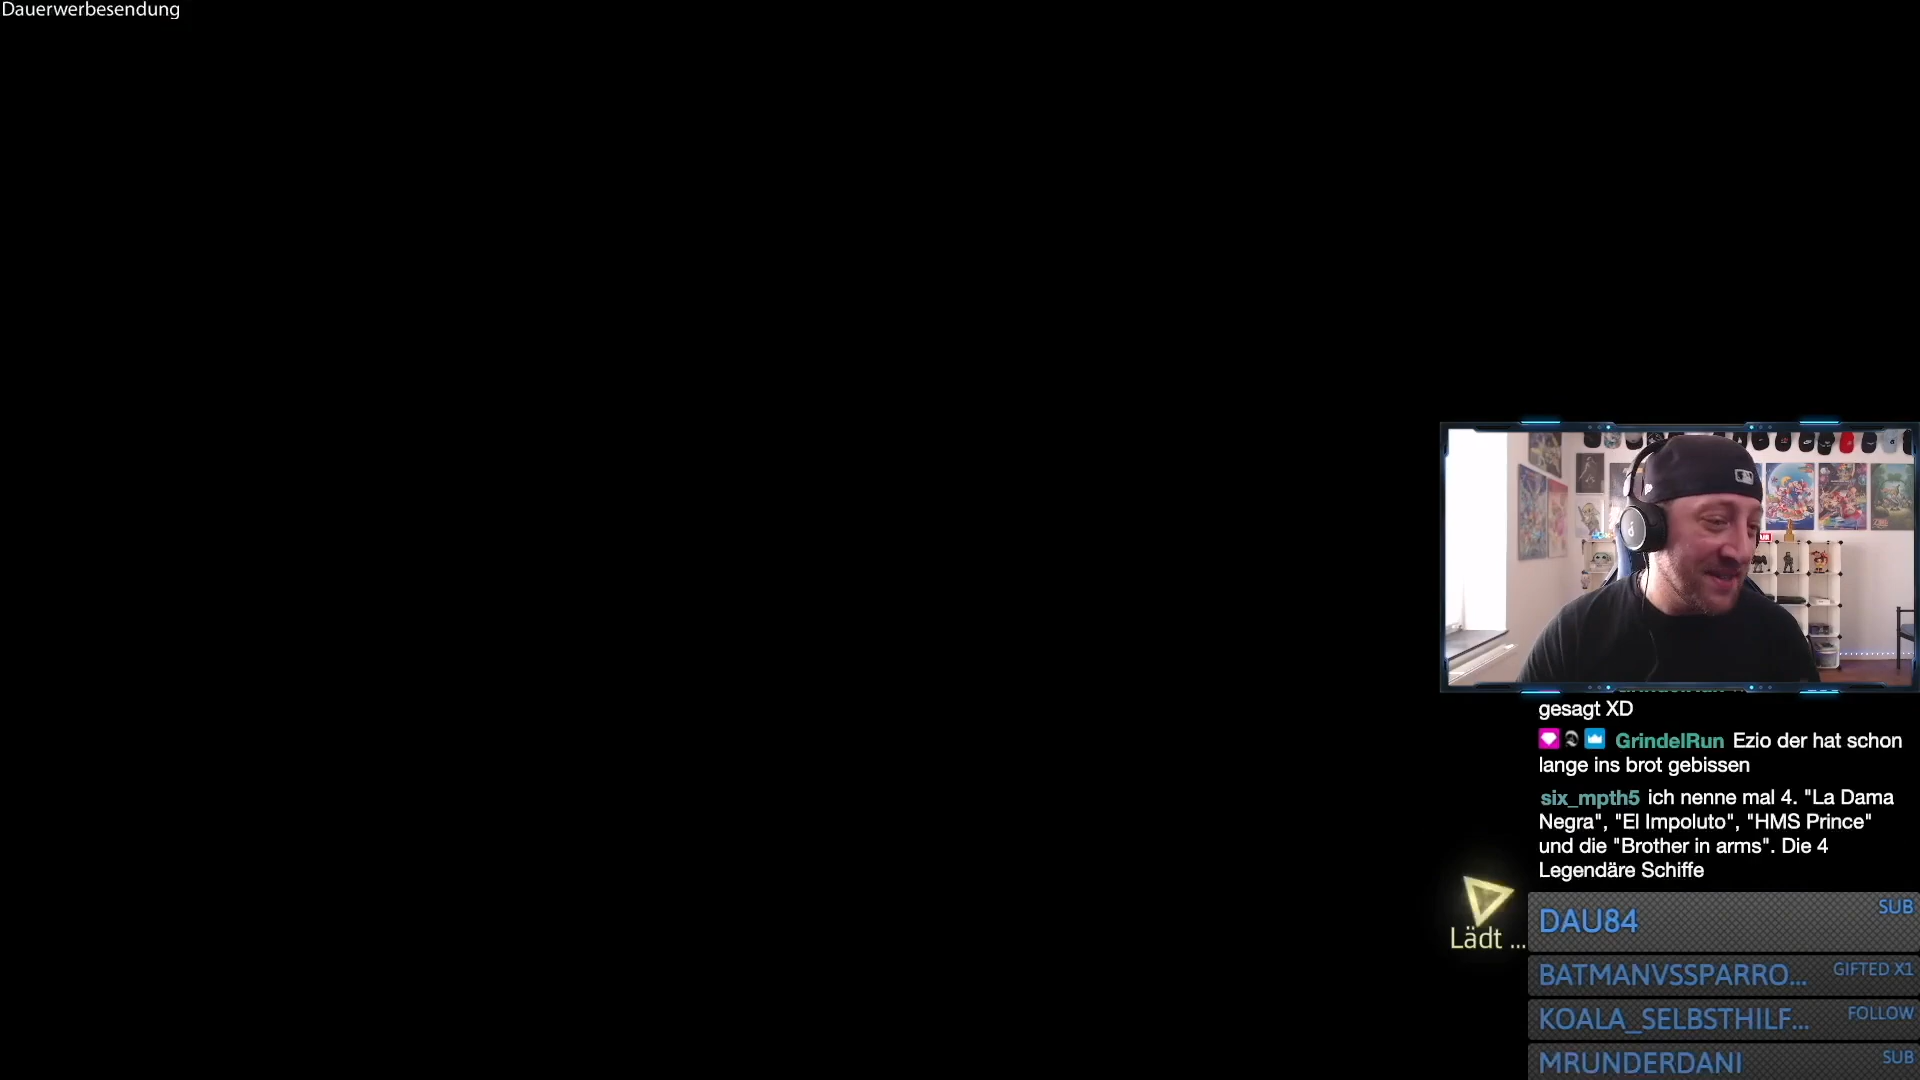 Dauerwerbesendung
gesagt XD
GrindelRun Ezio der hat schon
lange ins brot gebissen
six_mpth5 ich nenne mal 4. "La Dama
Negra", "El Impoluto", "HMS Prince"
und die "Brother in arms". Die 4
Legendäre Schiffe
Lädt ...
DAU84 SUB
BATMANVSSPARRO... GIFTED X1
KOALA_SELBSTHILF... FOLLOW
MRUNDERDANI SUB